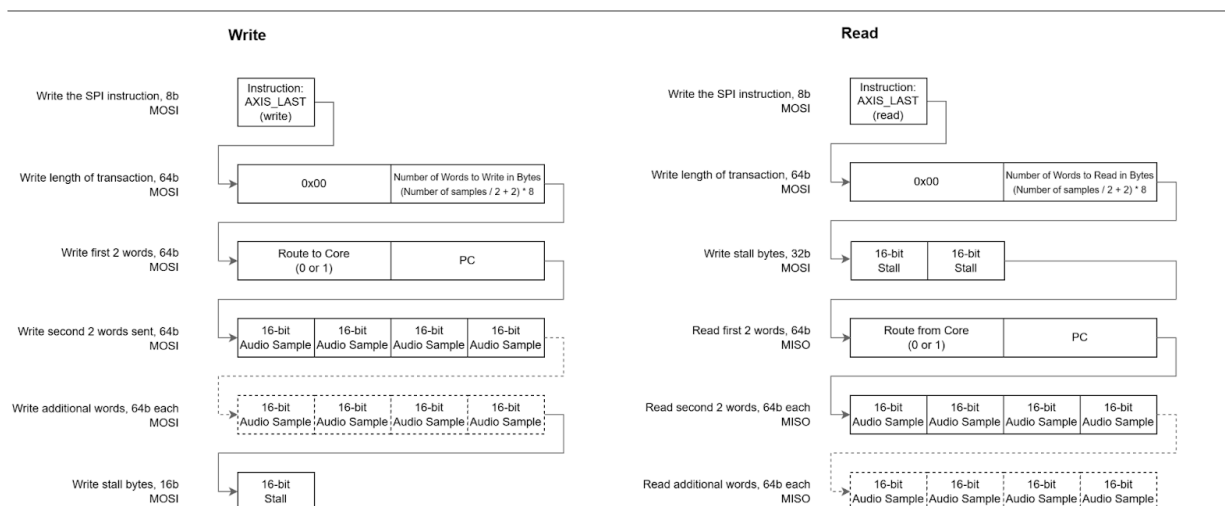 Write
Write the SPI instruction, 8b
MOSI
Instruction:
AXIS_LAST
(write)
Write length of transaction, 64b
MOSI
0x00
Number of Words to Write in Bytes
(Number of samples / 2 + 2) * 8
Write first 2 words, 64b
MOSI
Route to Core
(0 or 1)
PC
Write second 2 words sent, 64b
MOSI
16-bit
Audio Sample
16-bit
Audio Sample
16-bit
Audio Sample
16-bit
Audio Sample
Write additional words, 64b each
MOSI
16-bit
Audio Sample
16-bit
Audio Sample
16-bit
Audio Sample
16-bit
Audio Sample
Write stall bytes, 16b
MOSI
16-bit
Stall
Read
Write the SPI instruction, 8b
MOSI
Instruction:
AXIS_LAST
(read)
Write length of transaction, 64b
MOSI
0x00
Number of Words to Read in Bytes
(Number of samples / 2 + 2) * 8
Write stall bytes, 32b
MOSI
16-bit
Stall
16-bit
Stall
Read first 2 words, 64b
MISO
Route from Core
(0 or 1)
PC
Read second 2 words, 64b each
MISO
16-bit
Audio Sample
16-bit
Audio Sample
16-bit
Audio Sample
16-bit
Audio Sample
Read additional words, 64b each
MISO
16-bit
Audio Sample
16-bit
Audio Sample
16-bit
Audio Sample
16-bit
Audio Sample